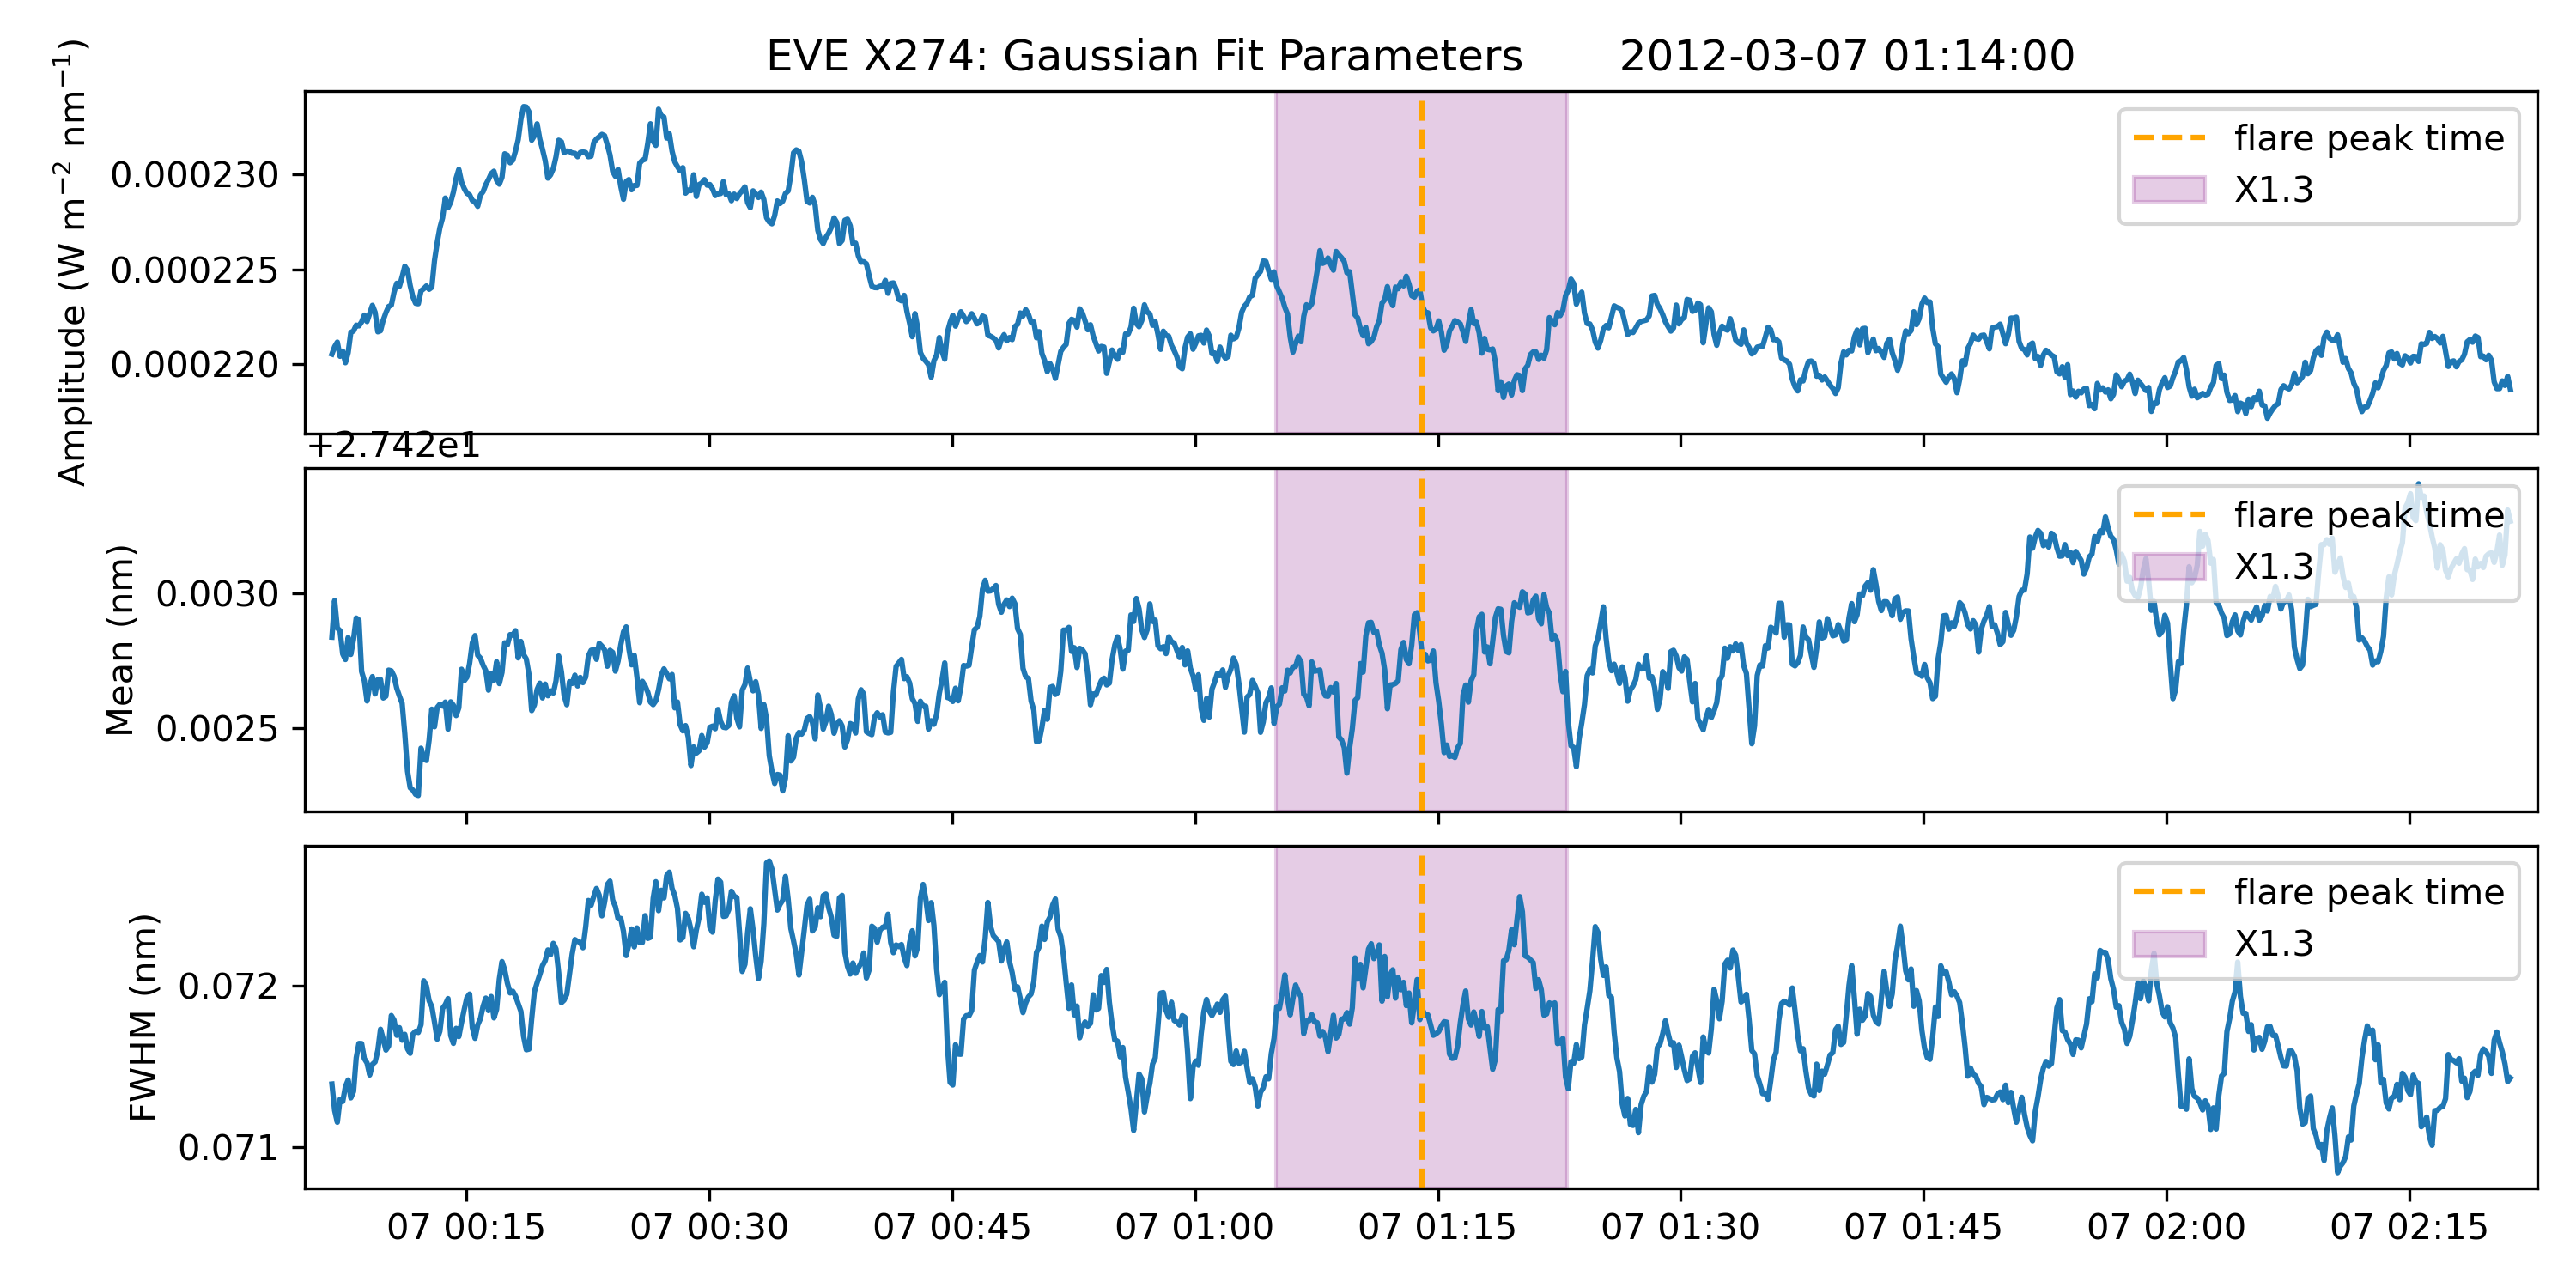 EVE X274: Gaussian Fit Parameters 2012-03-07 01:14:00
Amplitude (W m⁻² nm⁻¹)
0.000230
0.000225
0.000220
flare peak time
X1.3
+2.742e1
Mean (nm)
0.0030
0.0025
flare peak time
X1.3
FWHM (nm)
0.072
0.071
flare peak time
X1.3
07 00:15 07 00:30 07 00:45 07 01:00 07 01:15 07 01:30 07 01:45 07 02:00 07 02:15